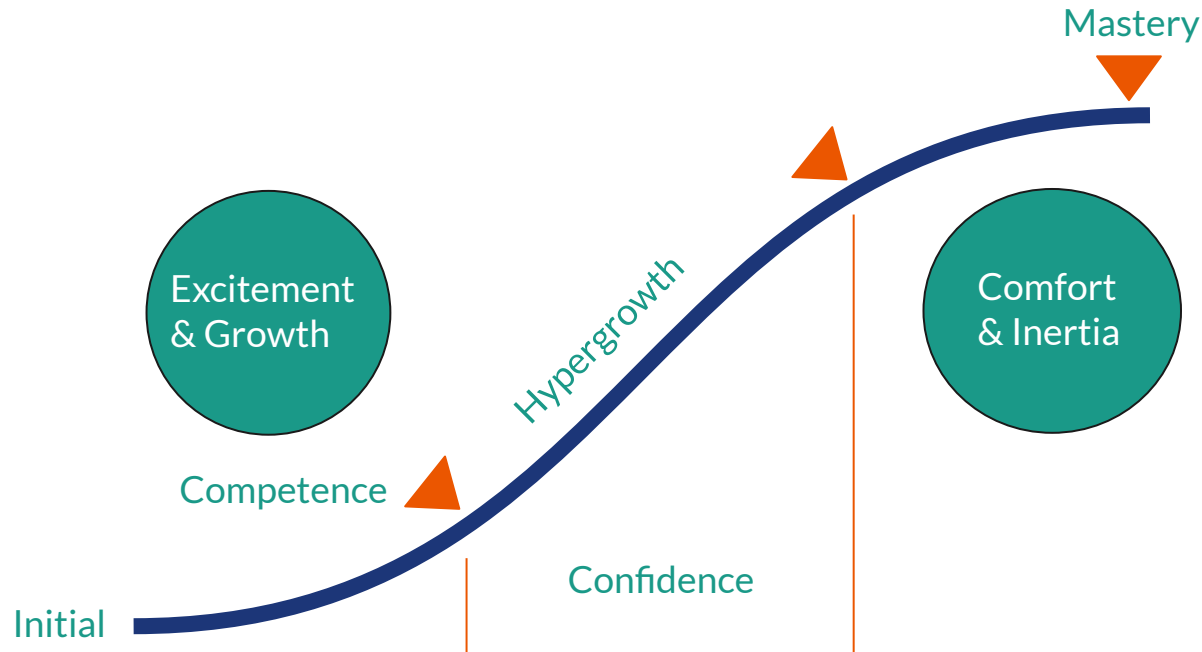 Mastery
Excitement
& Growth
Comfort
& Inertia
Hypergrowth
Competence
Confidence
Initial